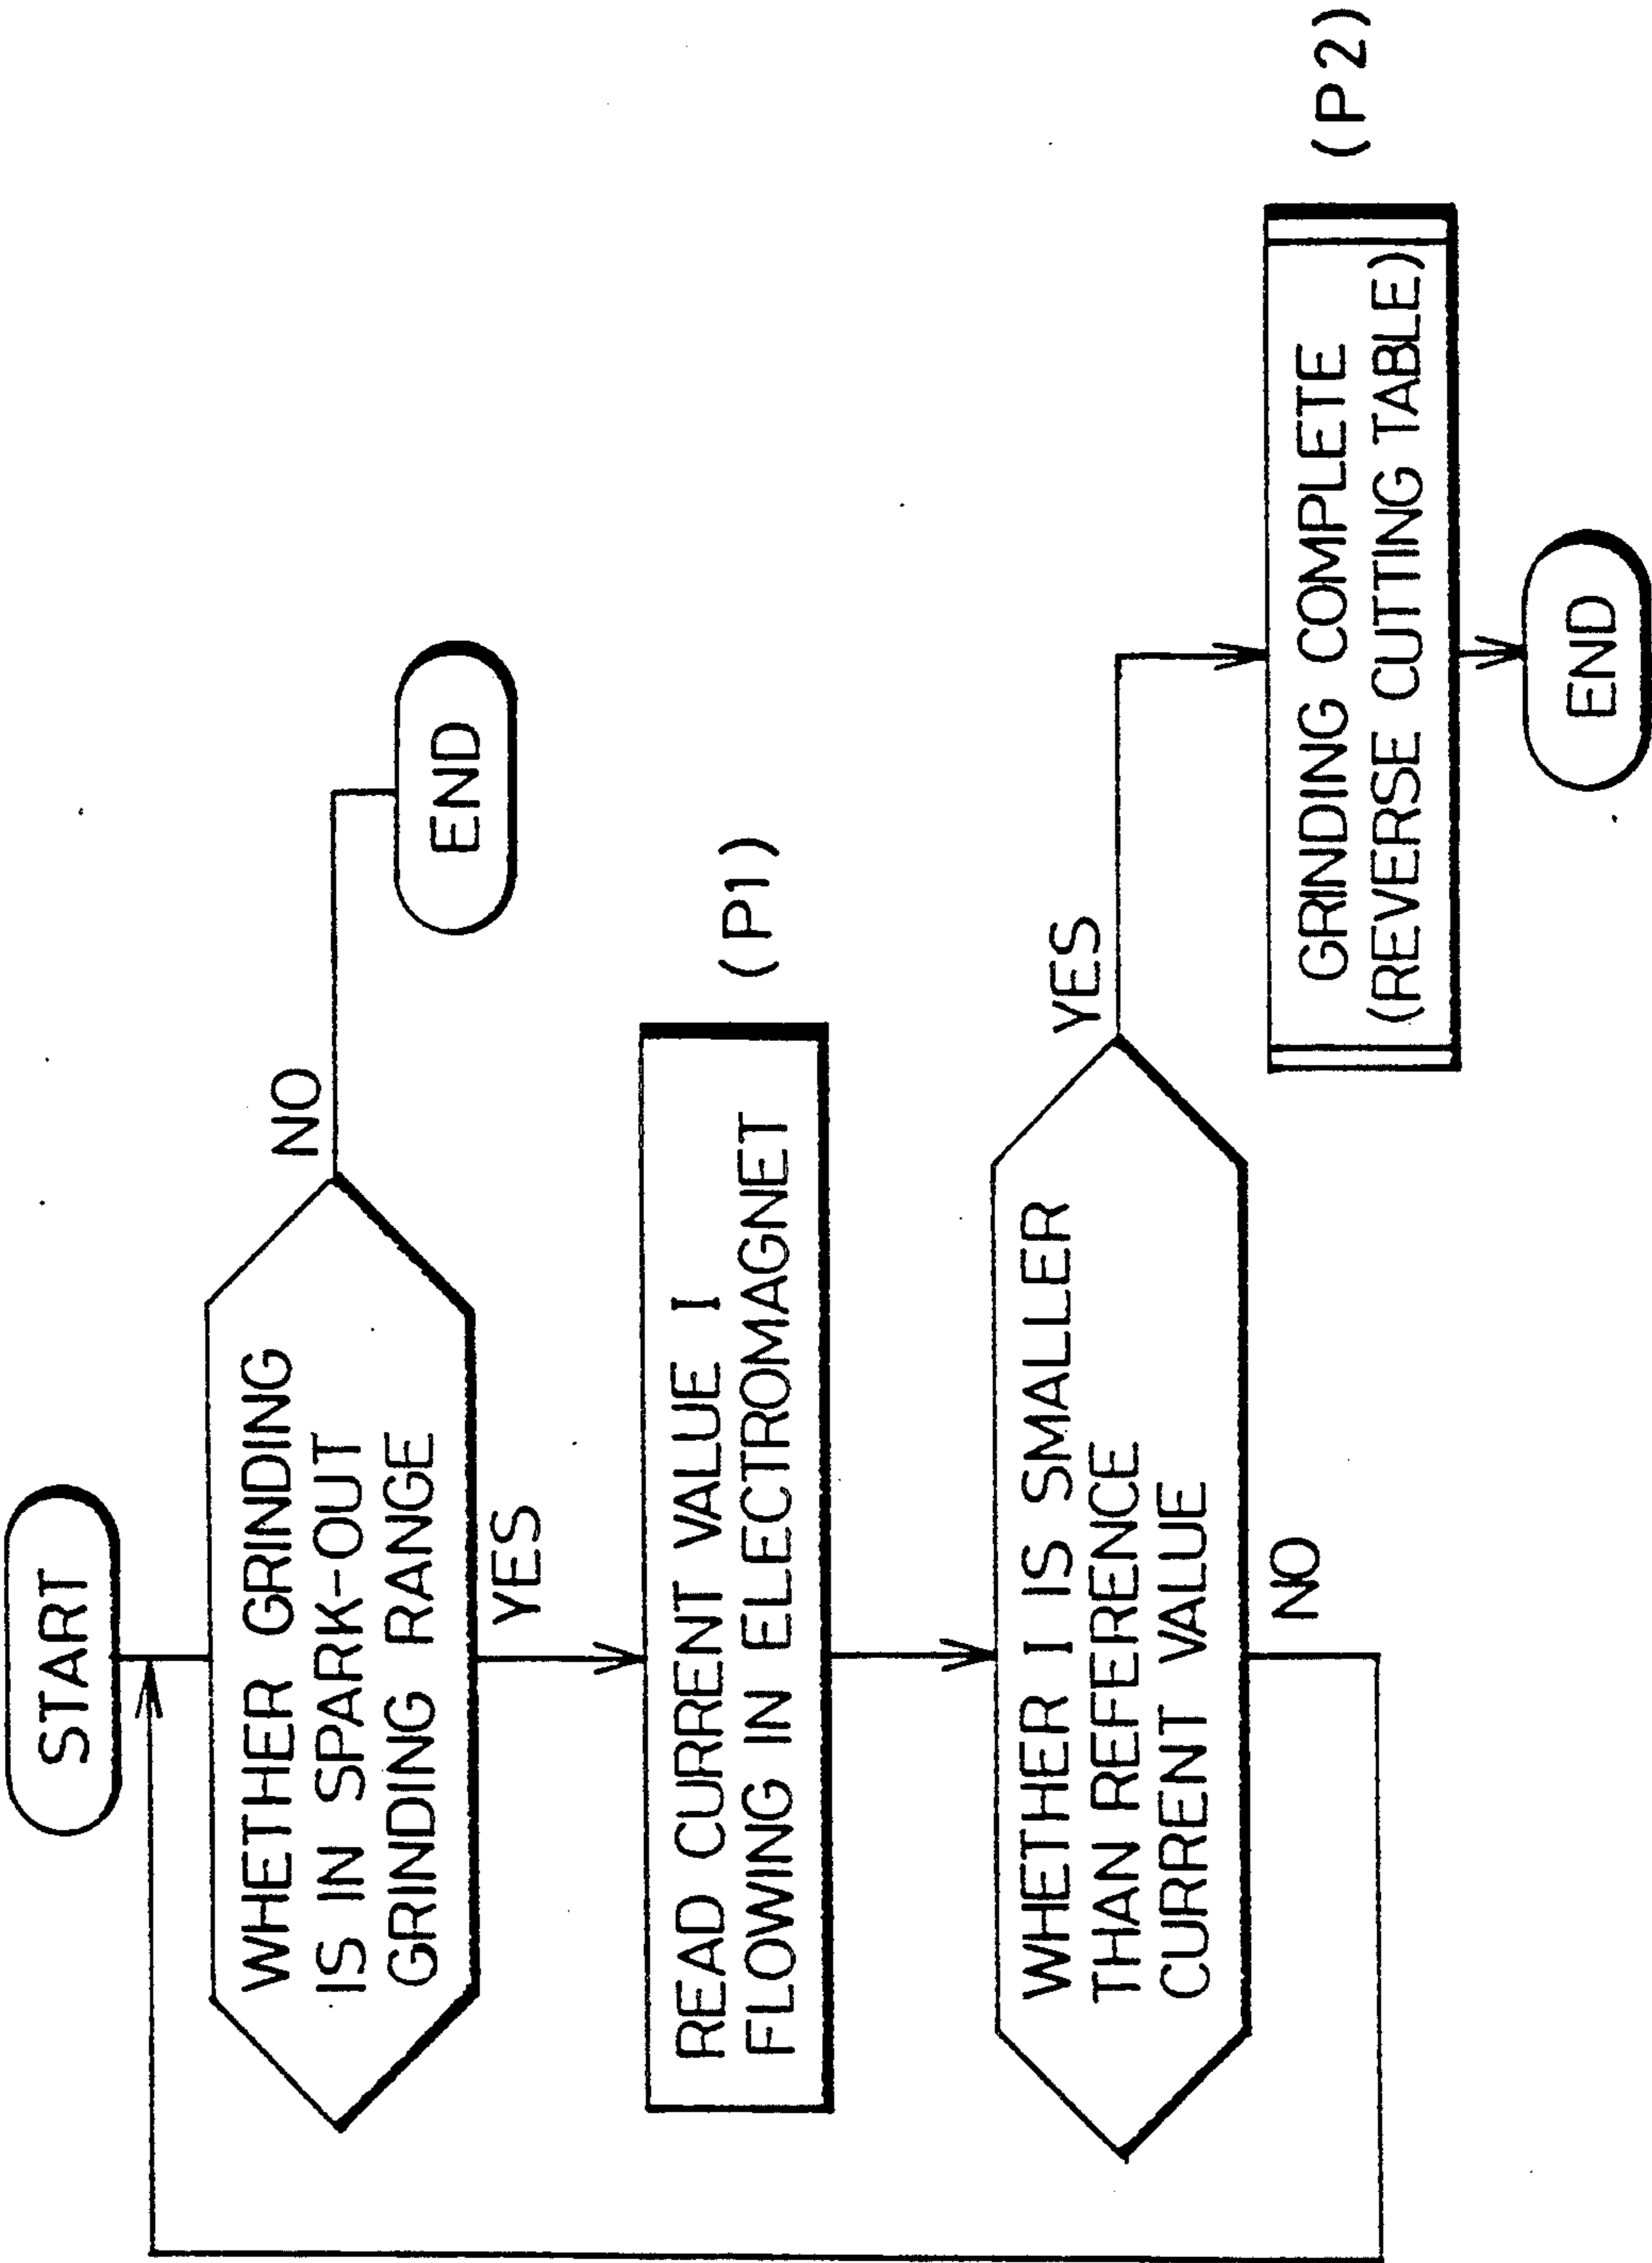 START
WHETHER GRINDING
IS IN SPARK-OUT
GRINDING RANGE
NO
END
YES
READ CURRENT VALUE I
FLOWING IN ELECTROMAGNET
(P1)
WHETHER I IS SMALLER
THAN REFERENCE
CURRENT VALUE
YES
NO
GRINDING COMPLETE
(REVERSE CUTTING TABLE)
(P2)
END